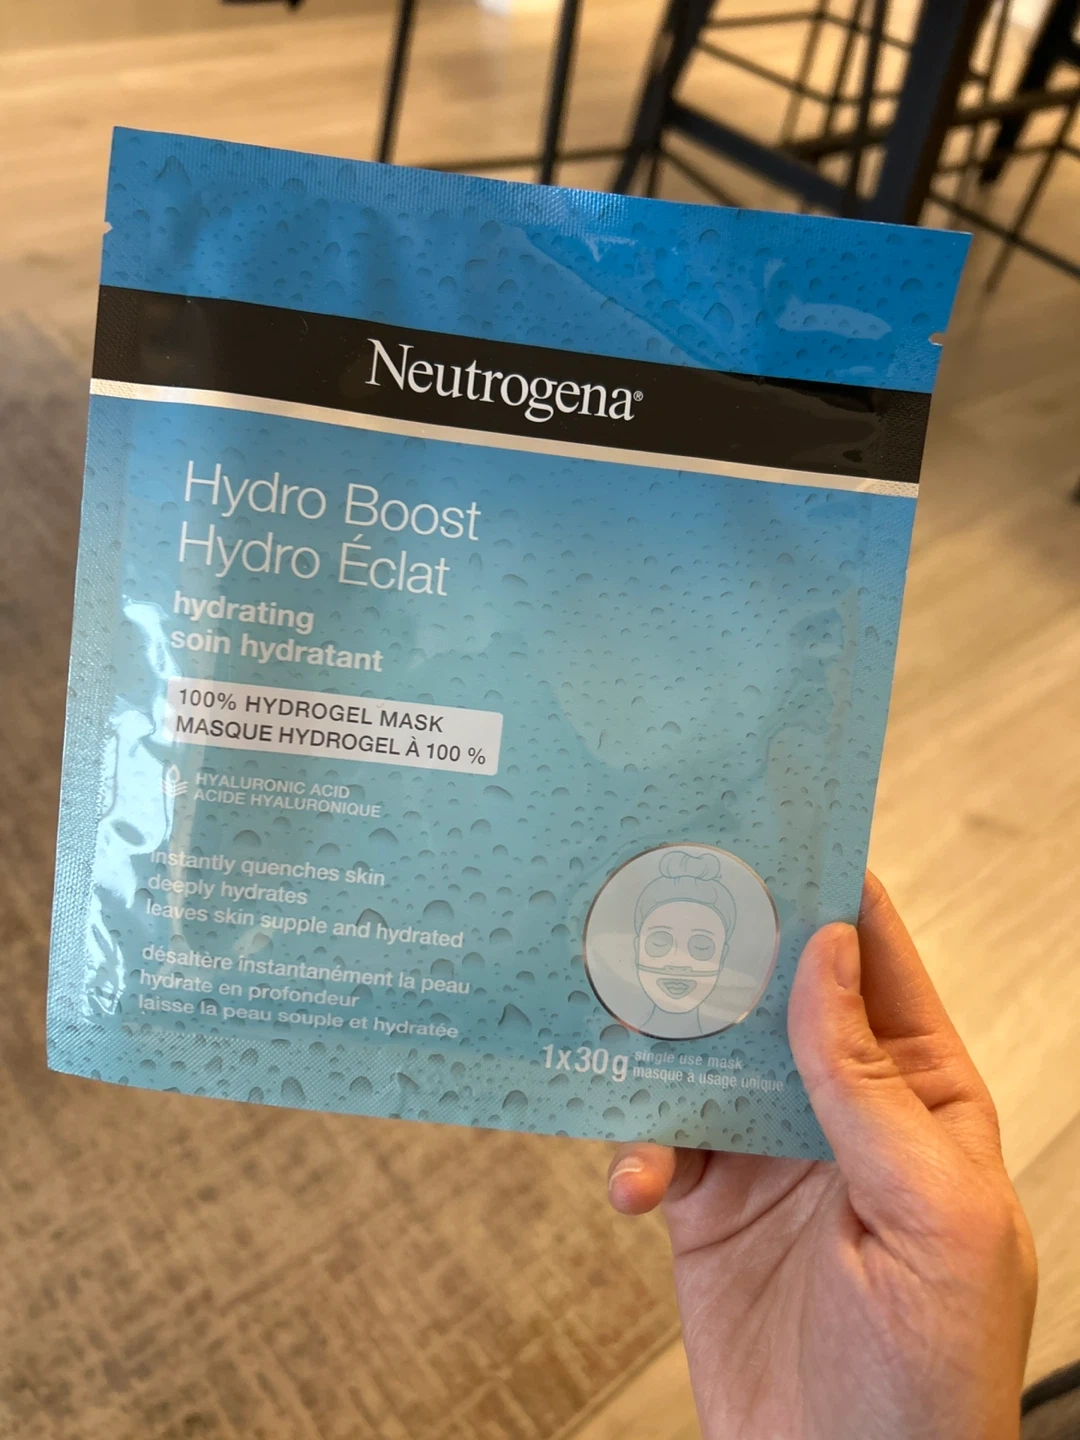 Neutrogena®
Hydro Boost
Hydro Éclat
hydrating
soin hydratant
100% HYDROGEL MASK
MASQUE HYDROGEL À 100 %
HYALURONIC ACID
ACIDE HYALURONIQUE
instantly quenches skin
deeply hydrates
leaves skin supple and hydrated
désaltère instantanément la peau
hydrate en profondeur
laisse la peau souple et hydratée
1x30g
single use mask
masque à usage unique